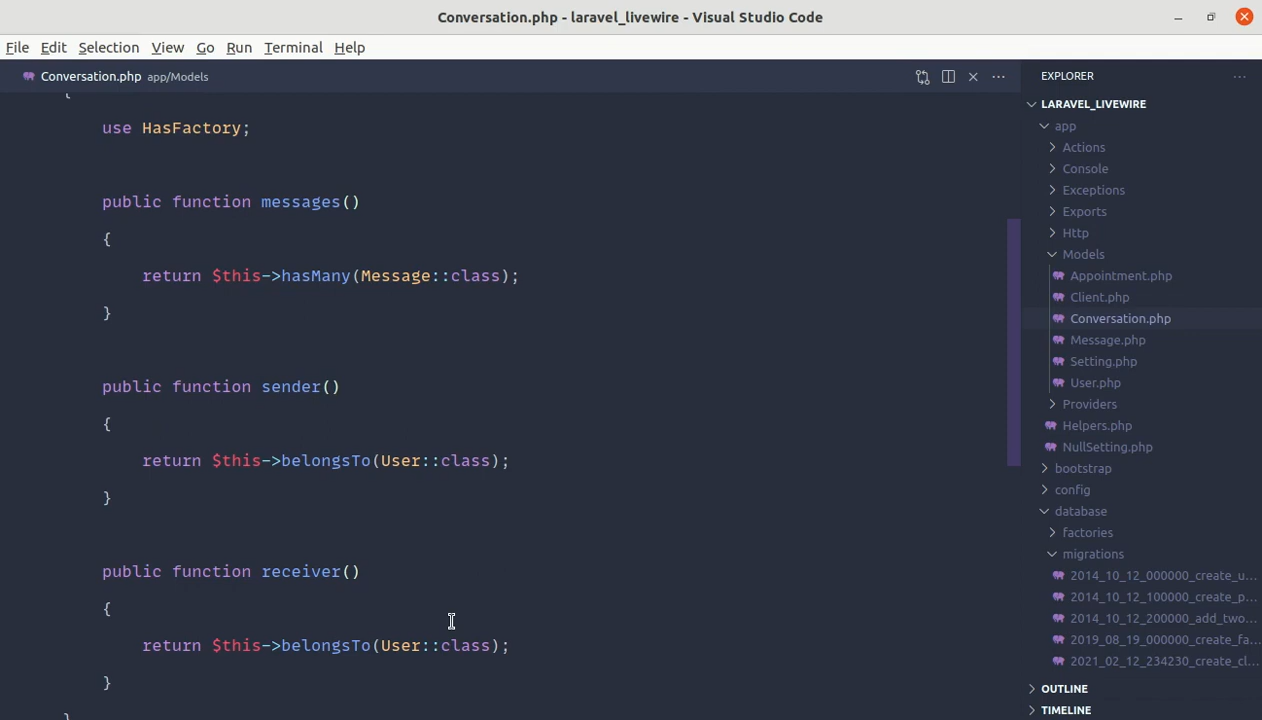 Conversation.php - laravel_livewire - Visual Studio Code
File Edit Selection View Go Run Terminal Help
Conversation.php app/Models
{
use HasFactory;
public function messages()
{
return $this->hasMany(Message::class);
}
public function sender()
{
return $this->belongsTo(User::class);
}
public function receiver()
{
return $this->belongsTo(User::class);
}
}
EXPLORER
LARAVEL_LIVEWIRE
app
Actions
Console
Exceptions
Exports
Http
Models
Appointment.php
Client.php
Conversation.php
Message.php
Setting.php
User.php
Providers
Helpers.php
NullSetting.php
bootstrap
config
database
factories
migrations
2014_10_12_000000_create_u...
2014_10_12_100000_create_p...
2014_10_12_200000_add_two...
2019_08_19_000000_create_fa...
2021_02_12_234230_create_cl...
OUTLINE
TIMELINE